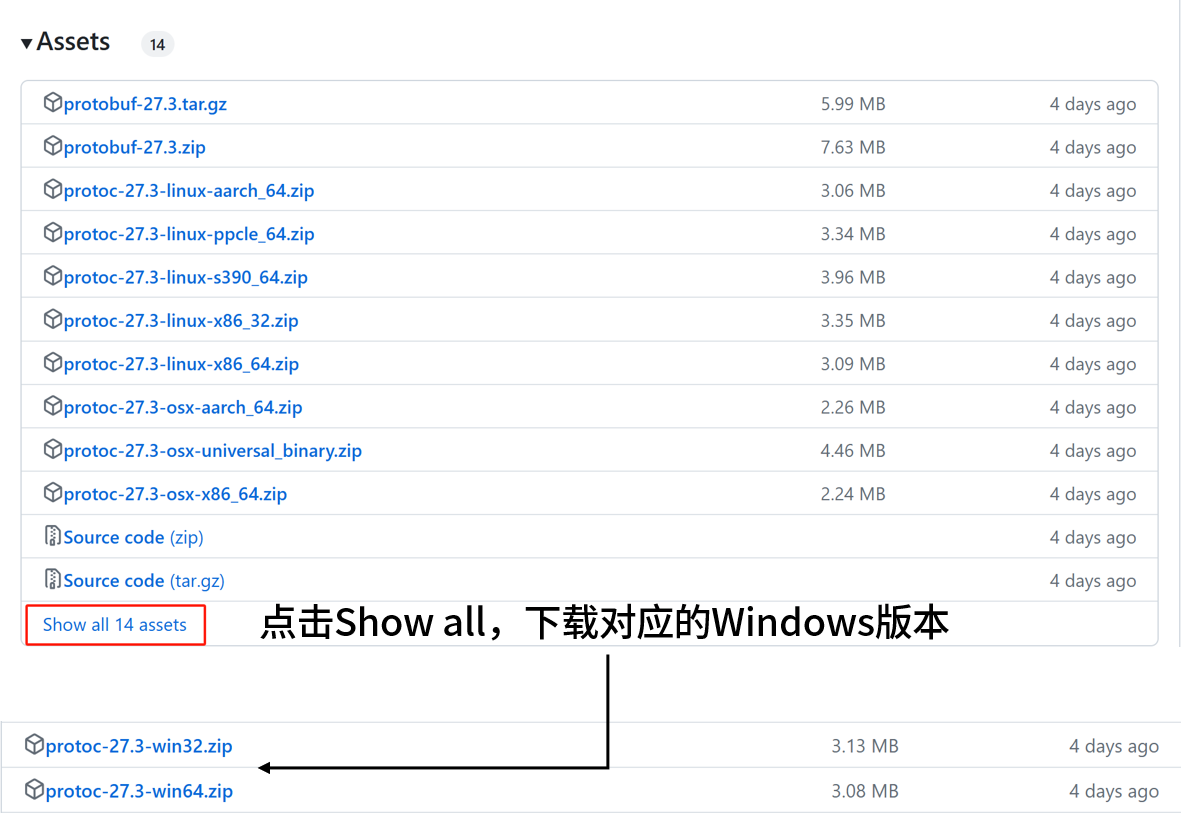 Assets 14
protobuf-27.3.tar.gz 5.99 MB 4 days ago
protobuf-27.3.zip 7.63 MB 4 days ago
protoc-27.3-linux-aarch_64.zip 3.06 MB 4 days ago
protoc-27.3-linux-ppcle_64.zip 3.34 MB 4 days ago
protoc-27.3-linux-s390_64.zip 3.96 MB 4 days ago
protoc-27.3-linux-x86_32.zip 3.35 MB 4 days ago
protoc-27.3-linux-x86_64.zip 3.09 MB 4 days ago
protoc-27.3-osx-aarch_64.zip 2.26 MB 4 days ago
protoc-27.3-osx-universal_binary.zip 4.46 MB 4 days ago
protoc-27.3-osx-x86_64.zip 2.24 MB 4 days ago
Source code (zip) 4 days ago
Source code (tar.gz) 4 days ago
Show all 14 assets 点击Show all，下载对应的Windows版本
protoc-27.3-win32.zip 3.13 MB 4 days ago
protoc-27.3-win64.zip 3.08 MB 4 days ago